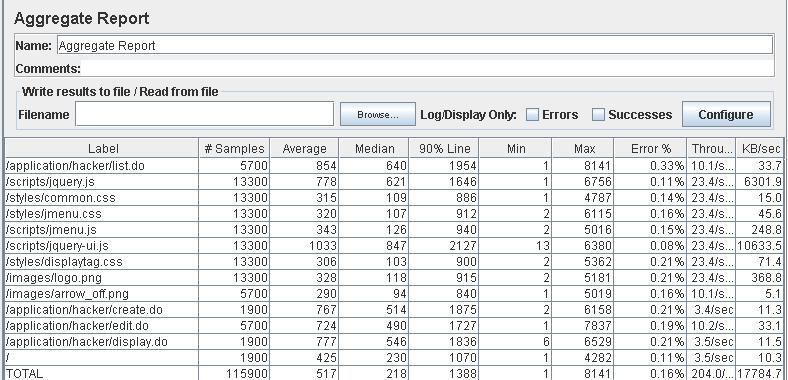 Aggregate Report
Name: Aggregate Report
Comments:
Write results to file / Read from file
Filename Browse... Log/Display Only: Errors Successes Configure
Label # Samples Average Median 90% Line Min Max Error % Throu... KB/sec
/application/hacker/list.do 5700 854 640 1954 1 8141 0.33% 10.1/s... 33.7
/scripts/jquery.js 13300 778 621 1646 1 6756 0.11% 23.4/s... 6301.9
/styles/common.css 13300 315 109 886 1 4787 0.14% 23.4/s... 15.0
/styles/jmenu.css 13300 320 107 912 2 6115 0.16% 23.4/s... 45.6
/scripts/jmenu.js 13300 343 126 940 2 5016 0.15% 23.4/s... 248.8
/scripts/jquery-ui.js 13300 1033 847 2127 13 6380 0.08% 23.4/s... 10633.5
/styles/displaytag.css 13300 306 103 900 2 5362 0.21% 23.4/s... 71.4
/images/logo.png 13300 328 118 915 2 5181 0.21% 23.4/s... 368.8
/images/arrow_off.png 5700 290 94 840 1 5019 0.16% 10.1/s... 5.1
/application/hacker/create.do 1900 767 514 1875 2 6158 0.21% 3.4/sec 11.3
/application/hacker/edit.do 5700 724 490 1727 1 7837 0.19% 10.2/s... 33.1
/application/hacker/display.do 1900 777 546 1836 6 6529 0.21% 3.5/sec 11.5
/ 1900 425 230 1070 1 4282 0.11% 3.5/sec 10.3
TOTAL 115900 517 218 1388 1 8141 0.16% 204.0/... 17784.7